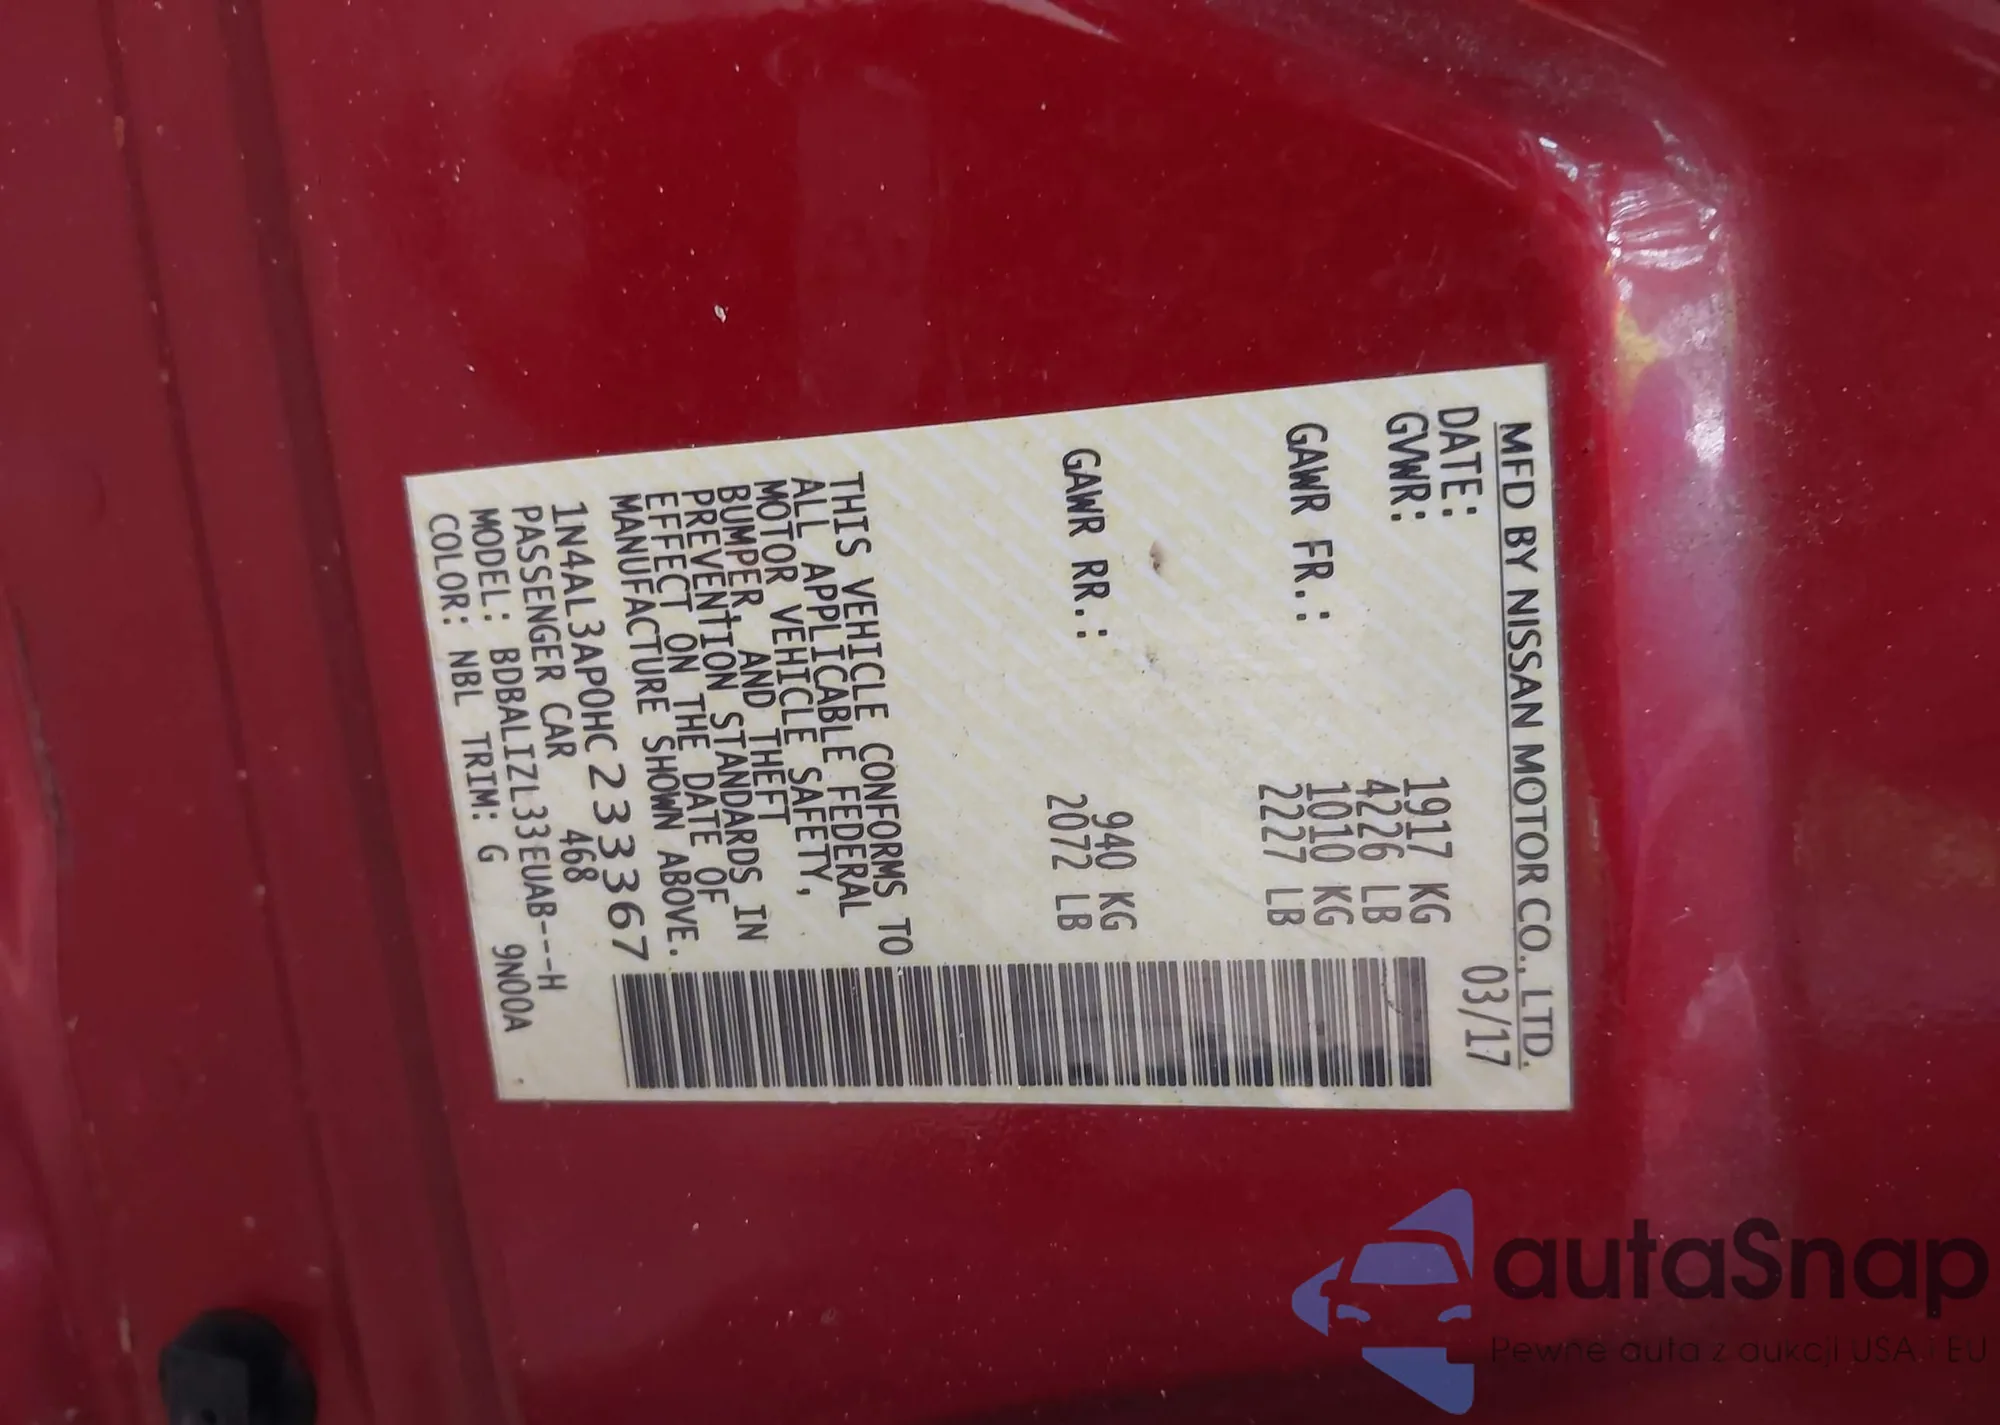 MFD BY NISSAN MOTOR CO., LTD.
DATE: 03/17
GVWR: 1917 KG
4226 LB
GAWR FR.: 1010 KG
2227 LB
GAWR RR.: 940 KG
2072 LB
THIS VEHICLE CONFORMS TO
ALL APPLICABLE FEDERAL
MOTOR VEHICLE SAFETY,
BUMPER, AND THEFT
PREVENTION STANDARDS IN
EFFECT ON THE DATE OF
MANUFACTURE SHOWN ABOVE.
1N4AL3AP0HC233367
PASSENGER CAR 468
MODEL: BDBALIZL33EUAB---H
COLOR: NBL TRIM: G 9N00A
autaSnap
Pewne auta z aukcji USA i EU